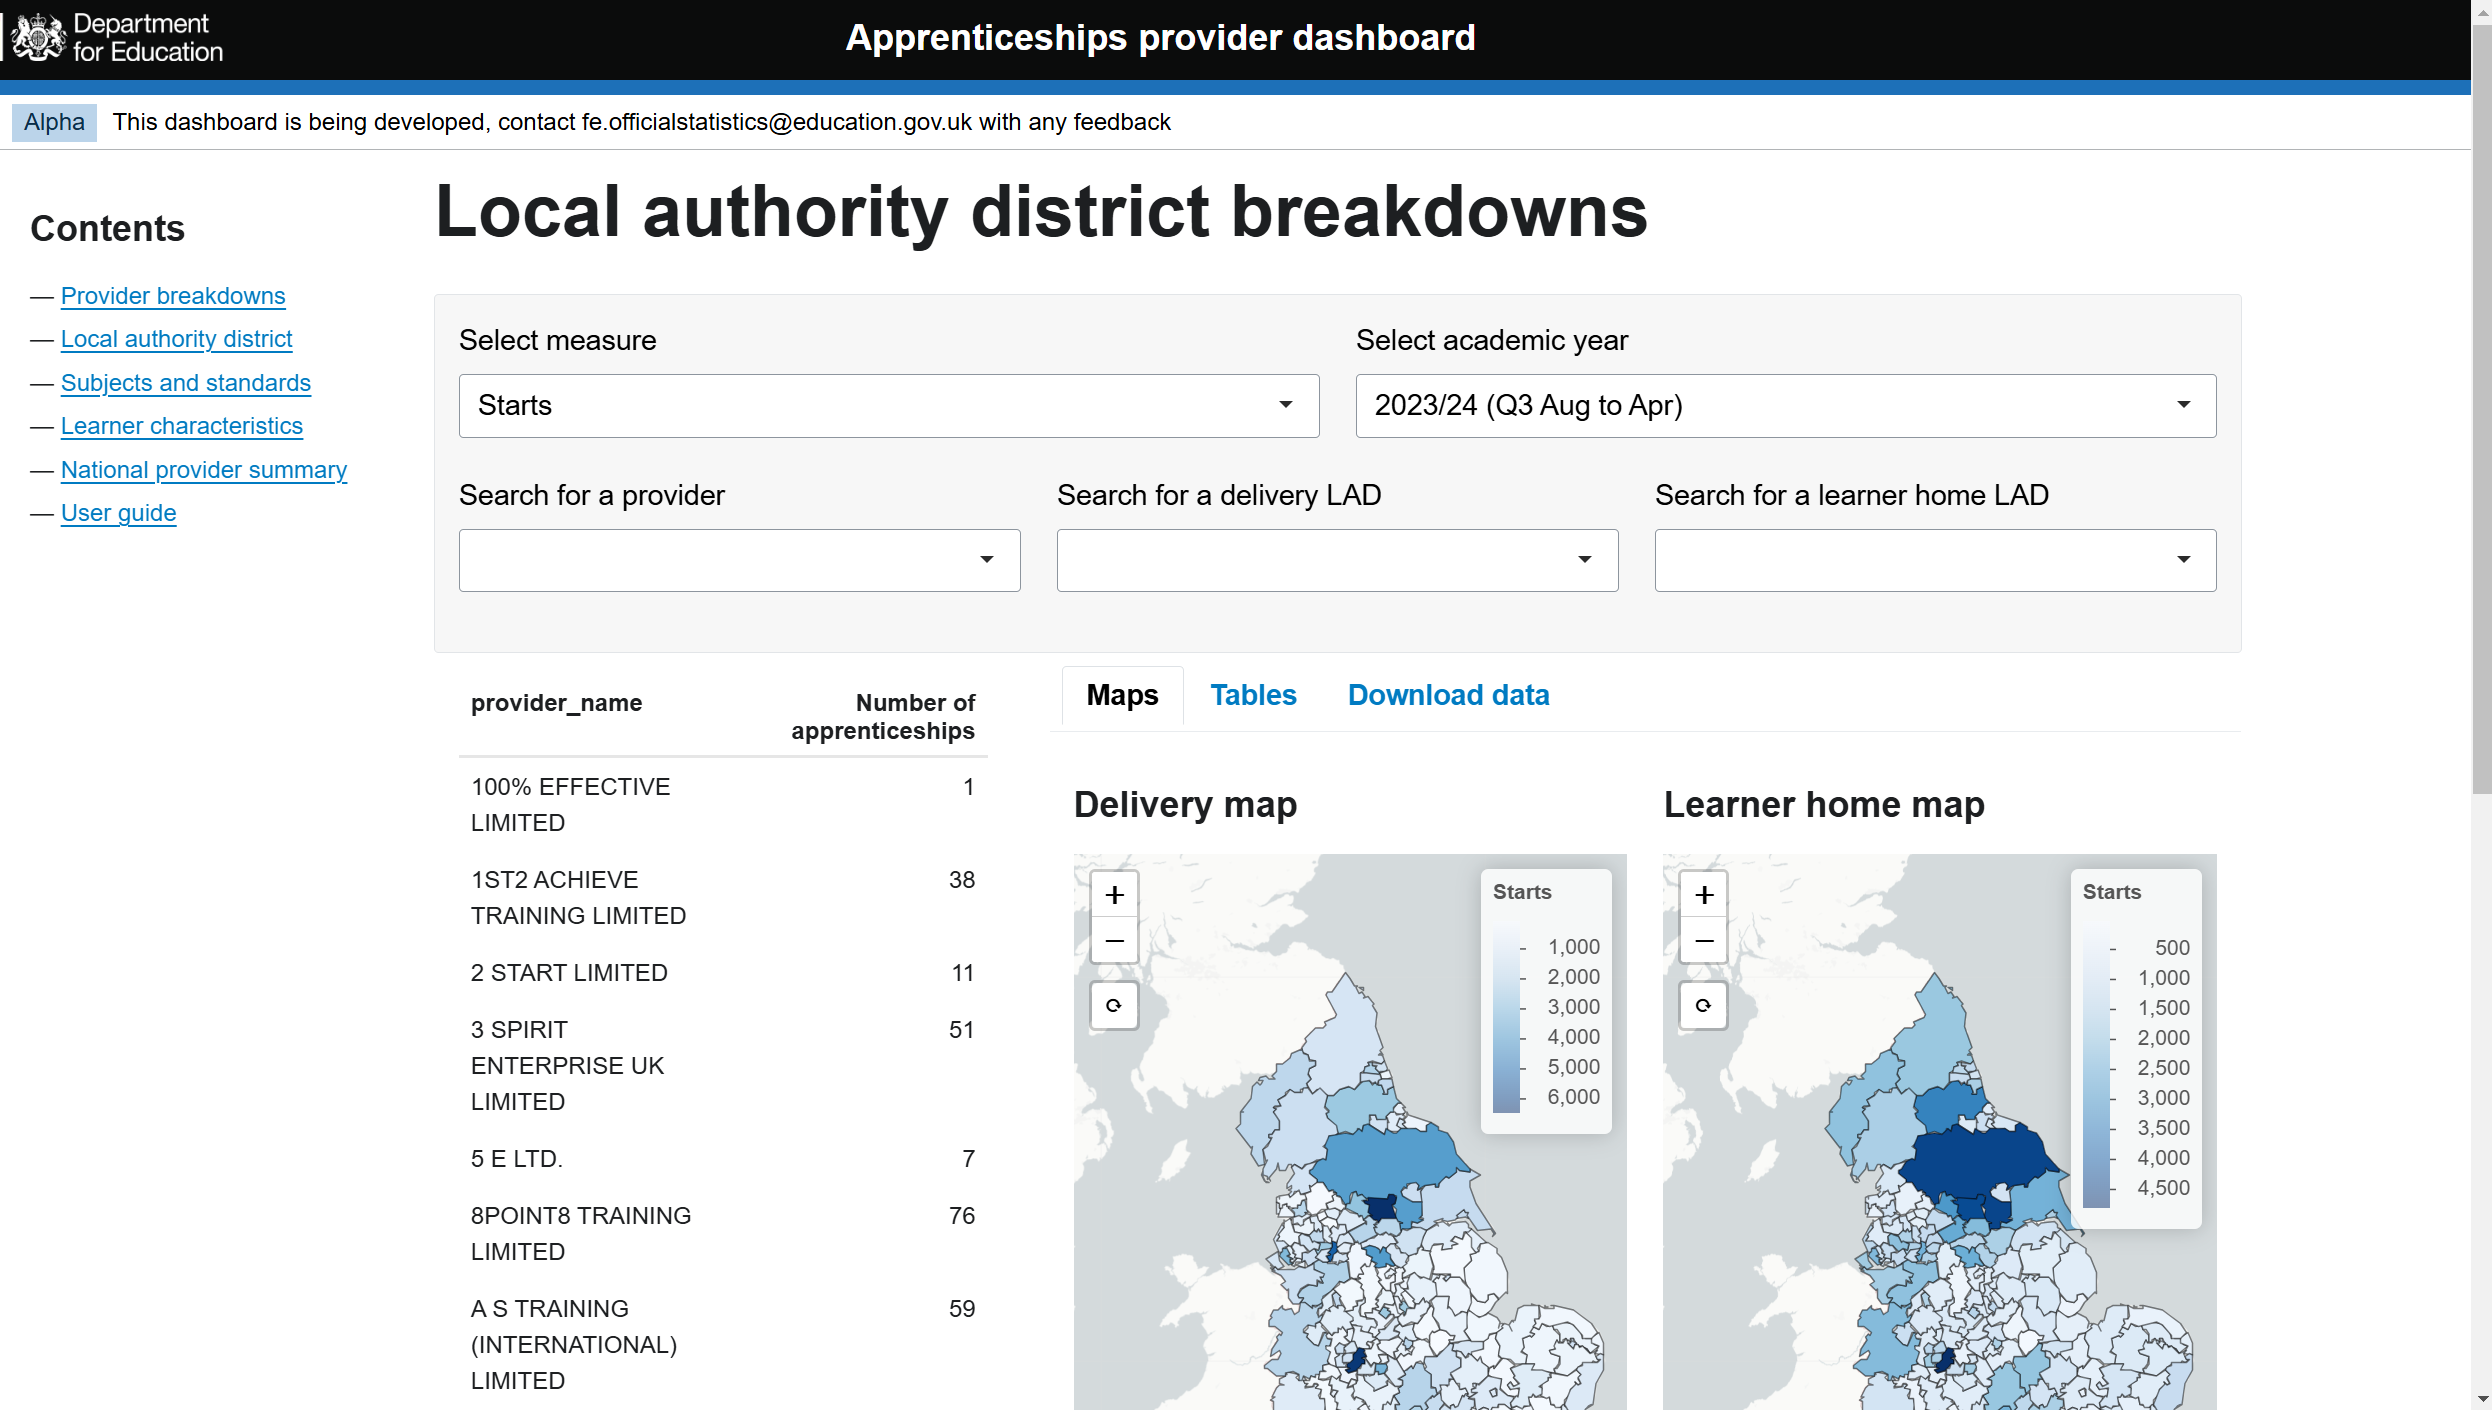 Department
for Education
Apprenticeships provider dashboard
Alpha This dashboard is being developed, contact fe.officialstatistics@education.gov.uk with any feedback
Contents
— Provider breakdowns
— Local authority district
— Subjects and standards
— Learner characteristics
— National provider summary
— User guide
Local authority district breakdowns
Select measure
Starts
Select academic year
2023/24 (Q3 Aug to Apr)
Search for a provider
Search for a delivery LAD
Search for a learner home LAD
provider_name Number of
apprenticeships
100% EFFECTIVE 1
LIMITED
1ST2 ACHIEVE 38
TRAINING LIMITED
2 START LIMITED 11
3 SPIRIT 51
ENTERPRISE UK
LIMITED
5 E LTD. 7
8POINT8 TRAINING 76
LIMITED
A S TRAINING 59
(INTERNATIONAL)
LIMITED
Maps Tables Download data
Delivery map
+
−
⟳
Starts
1,000
2,000
3,000
4,000
5,000
6,000
Learner home map
+
−
⟳
Starts
500
1,000
1,500
2,000
2,500
3,000
3,500
4,000
4,500